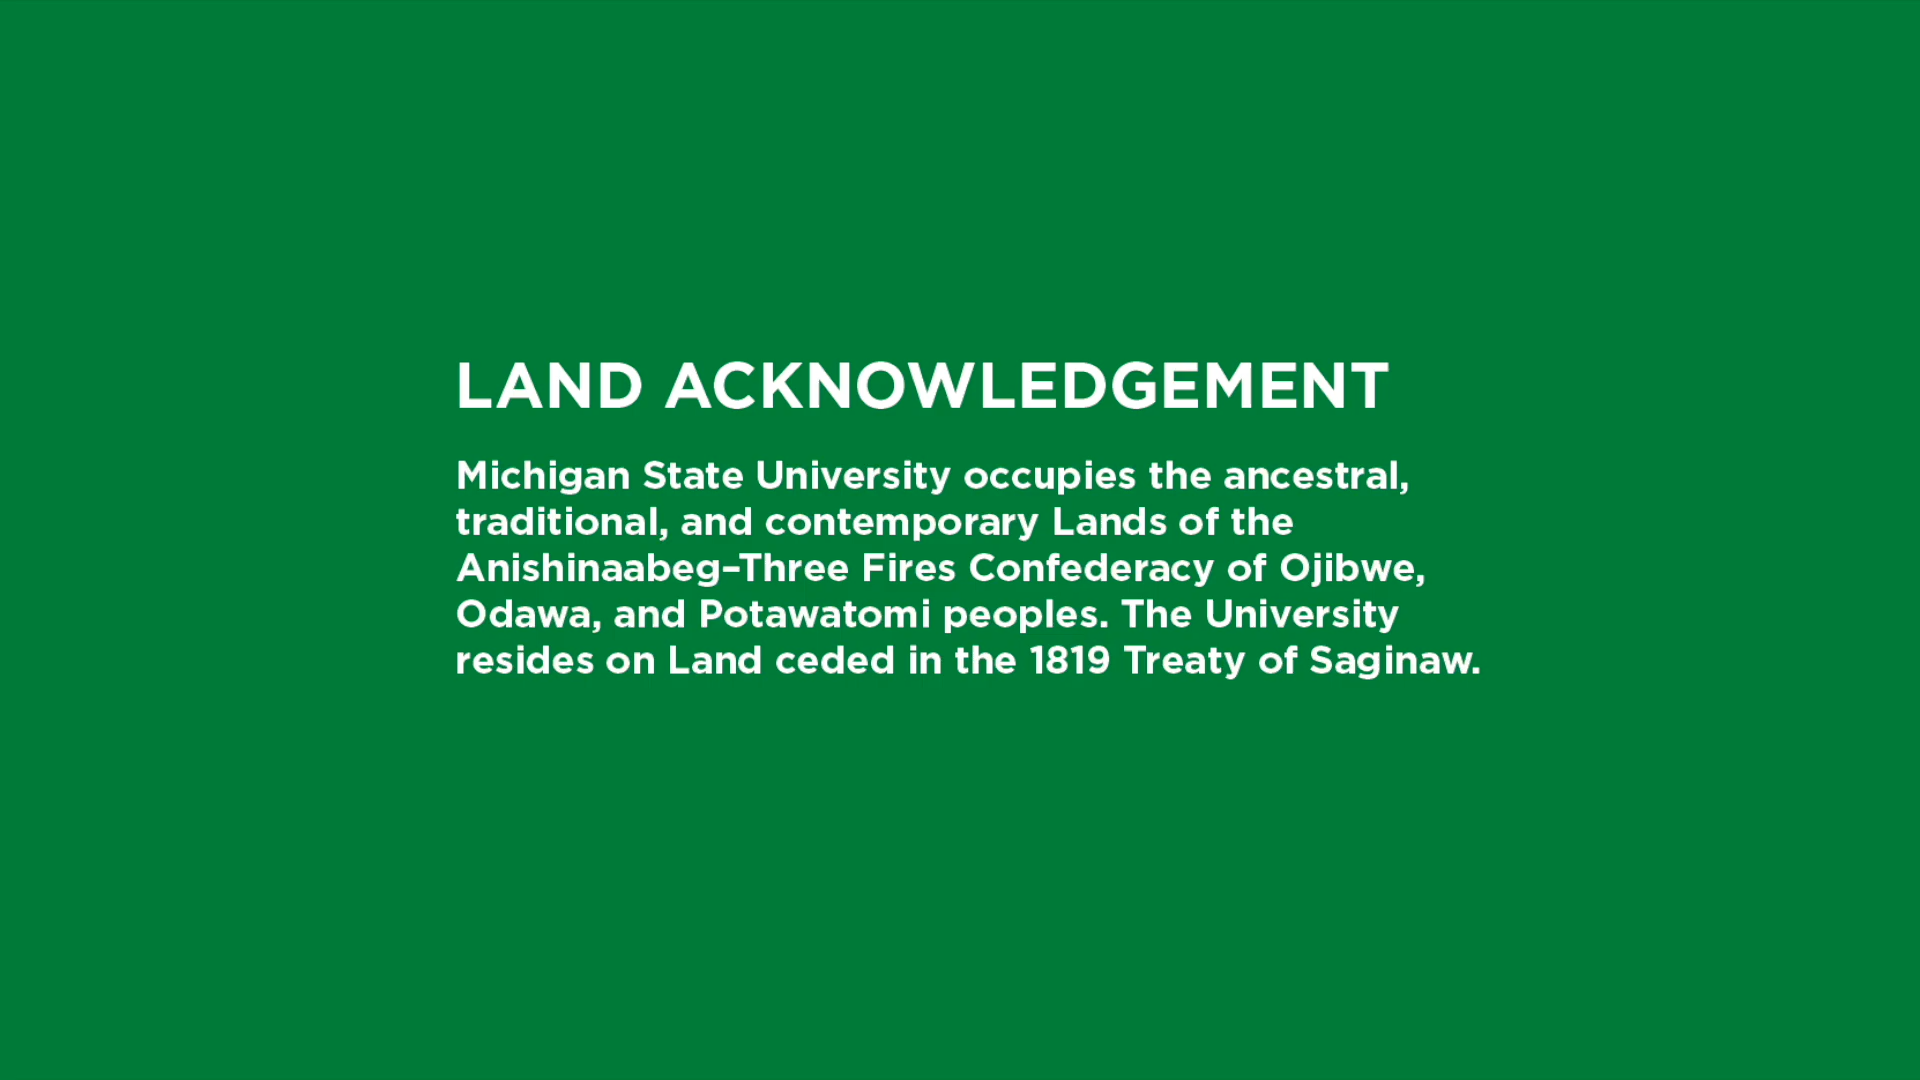 LAND ACKNOWLEDGEMENT
Michigan State University occupies the ancestral,
traditional, and contemporary Lands of the
Anishinaabeg–Three Fires Confederacy of Ojibwe,
Odawa, and Potawatomi peoples. The University
resides on Land ceded in the 1819 Treaty of Saginaw.